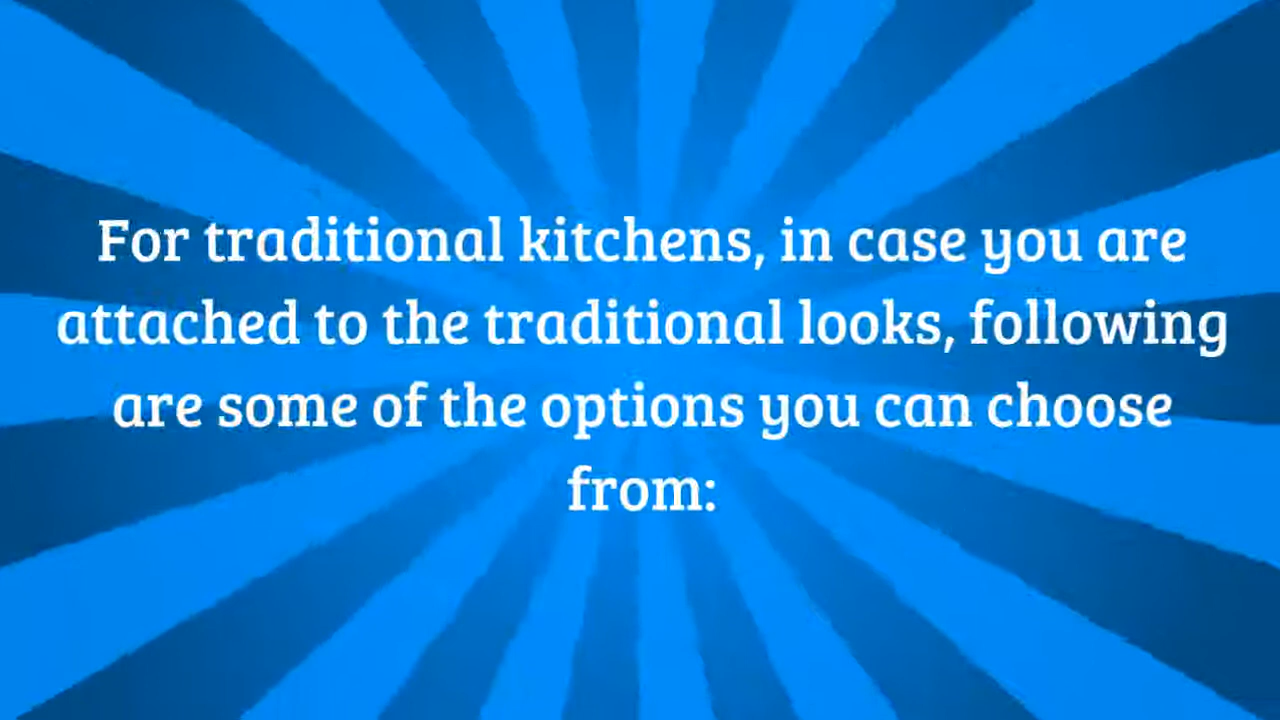 For traditional kitchens, in case you are
attached to the traditional looks, following
are some of the options you can choose
from: